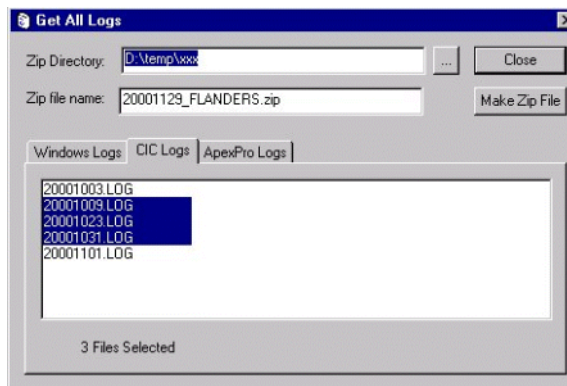 Get All Logs
Zip Directory: D:\temp\xxx ... Close
Zip file name: 20001129_FLANDERS.zip Make Zip File
Windows Logs CIC Logs ApexPro Logs
20001003.LOG
20001009.LOG
20001023.LOG
20001031.LOG
20001101.LOG
3 Files Selected